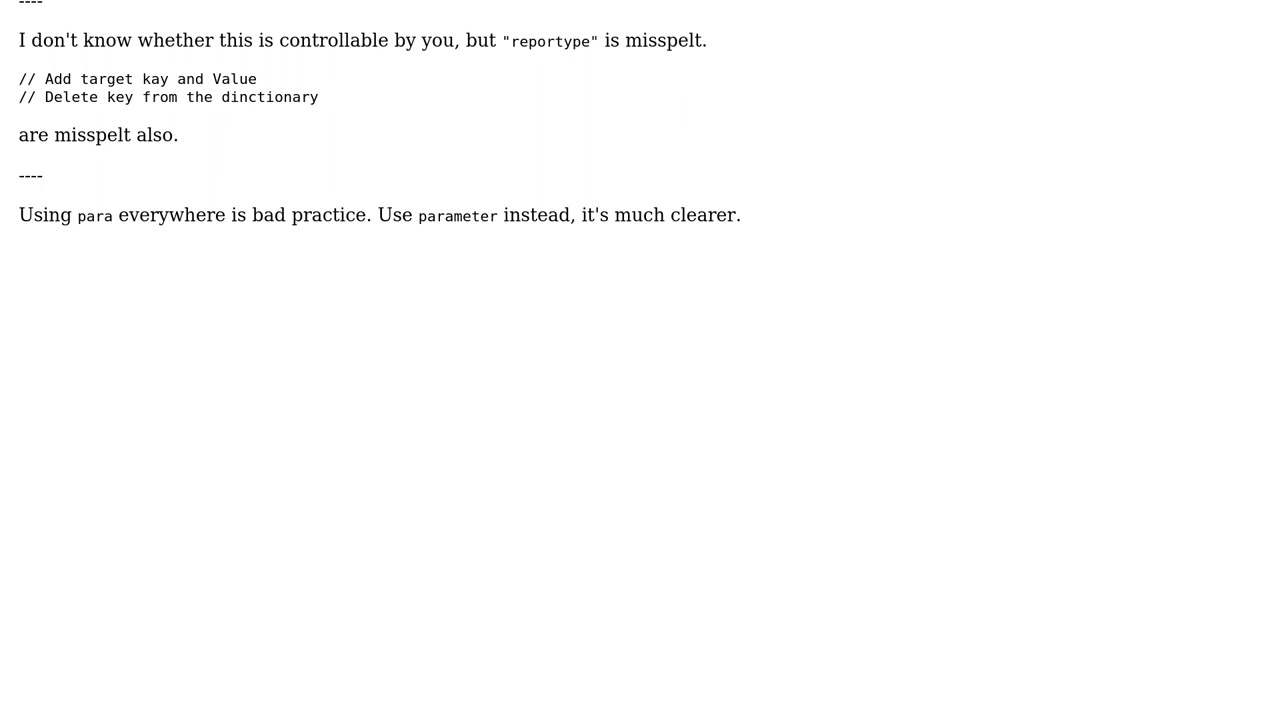 ----
I don't know whether this is controllable by you, but "reportype" is misspelt.
// Add target kay and Value
// Delete key from the dinctionary
are misspelt also.
----
Using para everywhere is bad practice. Use parameter instead, it's much clearer.